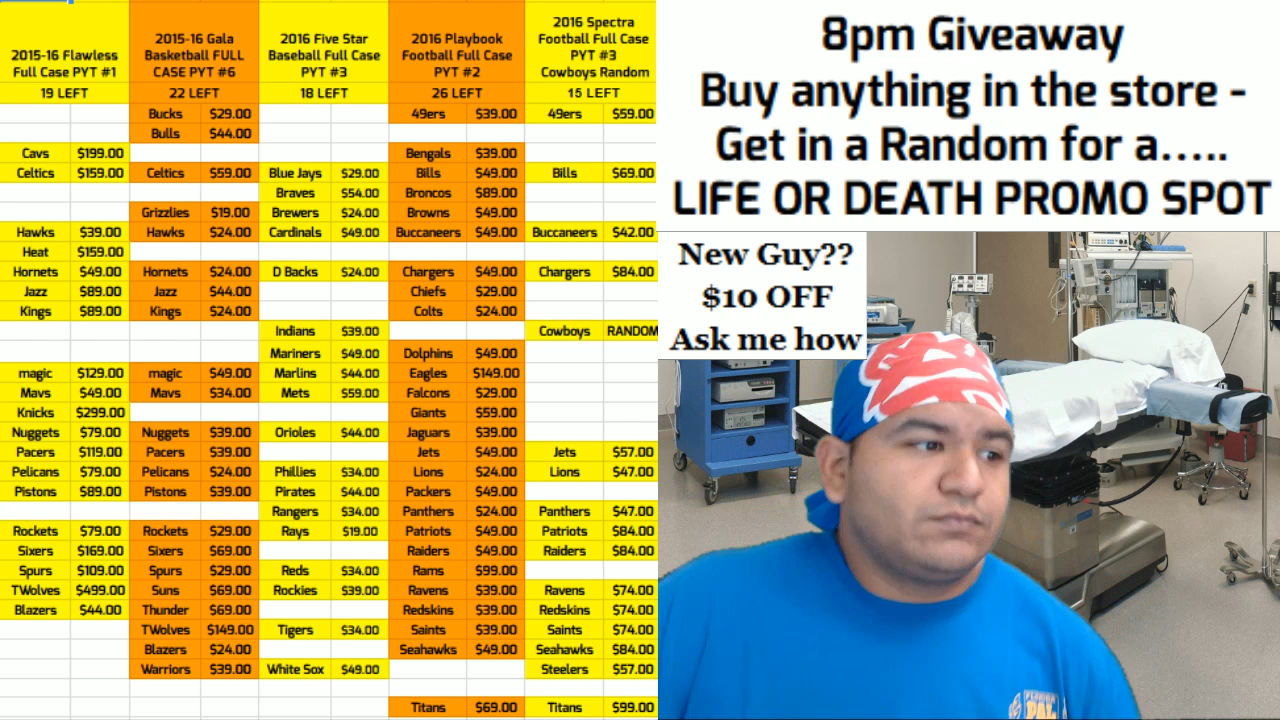 2015-16 Flawless
Full Case PYT #1
19 LEFT
Cavs $199.00
Celtics $159.00
Hawks $39.00
Heat $159.00
Hornets $49.00
Jazz $89.00
Kings $89.00
magic $129.00
Mavs $49.00
Knicks $299.00
Nuggets $79.00
Pacers $119.00
Pelicans $79.00
Pistons $89.00
Rockets $79.00
Sixers $169.00
Spurs $109.00
TWolves $499.00
Blazers $44.00
2015-16 Gala
Basketball FULL
CASE PYT #6
22 LEFT
Bucks $29.00
Bulls $44.00
Celtics $59.00
Grizzlies $19.00
Hawks $24.00
Hornets $24.00
Jazz $44.00
Kings $24.00
magic $49.00
Mavs $34.00
Nuggets $39.00
Pacers $39.00
Pelicans $24.00
Pistons $39.00
Rockets $29.00
Sixers $69.00
Spurs $29.00
Suns $69.00
Thunder $69.00
TWolves $149.00
Blazers $24.00
Warriors $39.00
2016 Five Star
Baseball Full Case
PYT #3
18 LEFT
Blue Jays $29.00
Braves $54.00
Brewers $24.00
Cardinals $49.00
D Backs $24.00
Indians $39.00
Mariners $49.00
Marlins $44.00
Mets $59.00
Orioles $44.00
Phillies $34.00
Pirates $44.00
Rangers $34.00
Rays $19.00
Reds $34.00
Rockies $39.00
Tigers $34.00
White Sox $49.00
2016 Playbook
Football Full Case
PYT #2
26 LEFT
49ers $39.00
Bengals $39.00
Bills $49.00
Broncos $89.00
Browns $49.00
Buccaneers $49.00
Chargers $49.00
Chiefs $29.00
Colts $24.00
Dolphins $49.00
Eagles $149.00
Falcons $29.00
Giants $59.00
Jaguars $39.00
Jets $49.00
Lions $24.00
Packers $49.00
Panthers $24.00
Patriots $49.00
Raiders $49.00
Rams $99.00
Ravens $39.00
Redskins $39.00
Saints $39.00
Seahawks $49.00
Titans $69.00
2016 Spectra
Football Full Case
PYT #3
Cowboys Random
15 LEFT
49ers $59.00
Bills $69.00
Buccaneers $42.00
Chargers $84.00
Cowboys RANDOM
Jets $57.00
Lions $47.00
Panthers $47.00
Patriots $84.00
Raiders $84.00
Ravens $74.00
Redskins $74.00
Saints $74.00
Seahawks $84.00
Steelers $57.00
Titans $99.00
8pm Giveaway
Buy anything in the store -
Get in a Random for a.....
LIFE OR DEATH PROMO SPOT
New Guy??
$10 OFF
Ask me how
FLORIDA
PAL